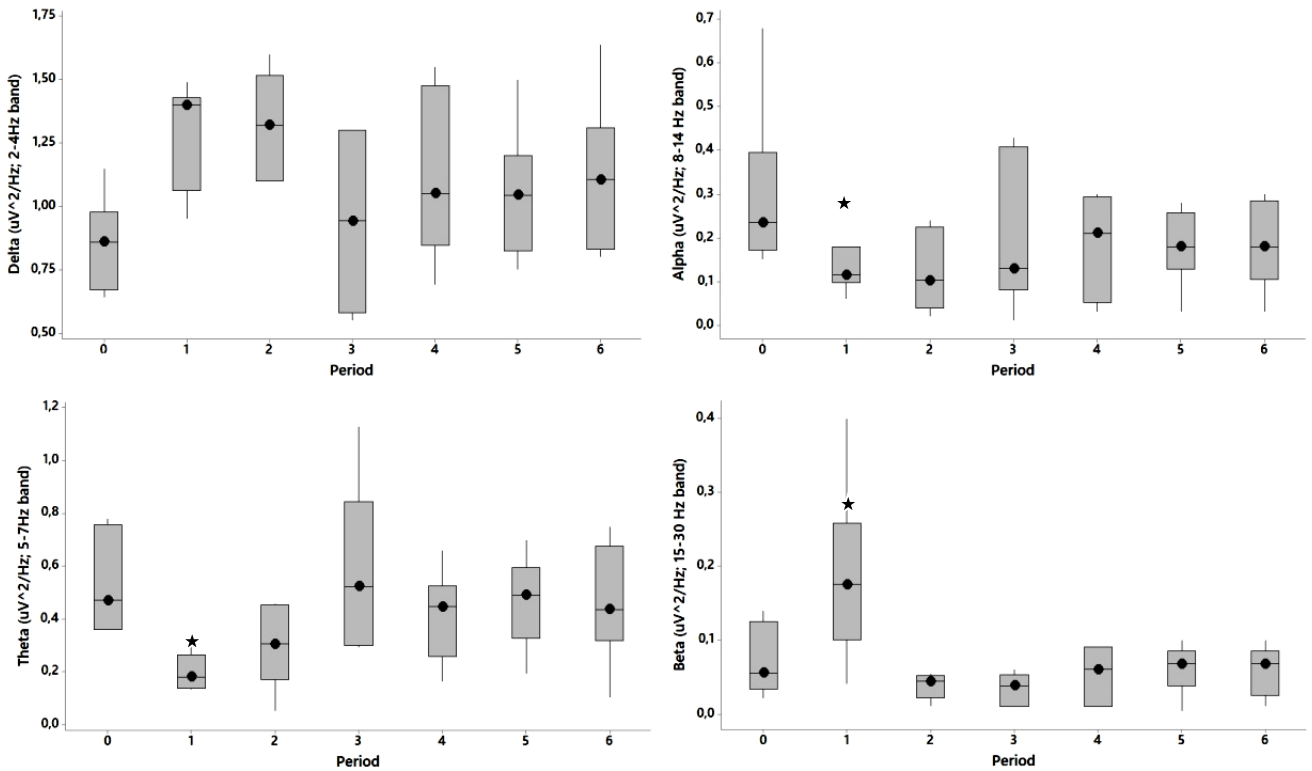 1,75
1,50
1,25
1,00
0,75
0,50
Delta (uV^2/Hz; 2-4Hz band)
0 1 2 3 4 5 6
Period
0,7
0,6
0,5
0,4
0,3
0,2
0,1
0,0
Alpha (uV^2/Hz; 8-14 Hz band)
0 1 2 3 4 5 6
Period
1,2
1,0
0,8
0,6
0,4
0,2
0,0
Theta (uV^2/Hz; 5-7Hz band)
0 1 2 3 4 5 6
Period
0,4
0,3
0,2
0,1
0,0
Beta (uV^2/Hz; 15-30 Hz band)
0 1 2 3 4 5 6
Period